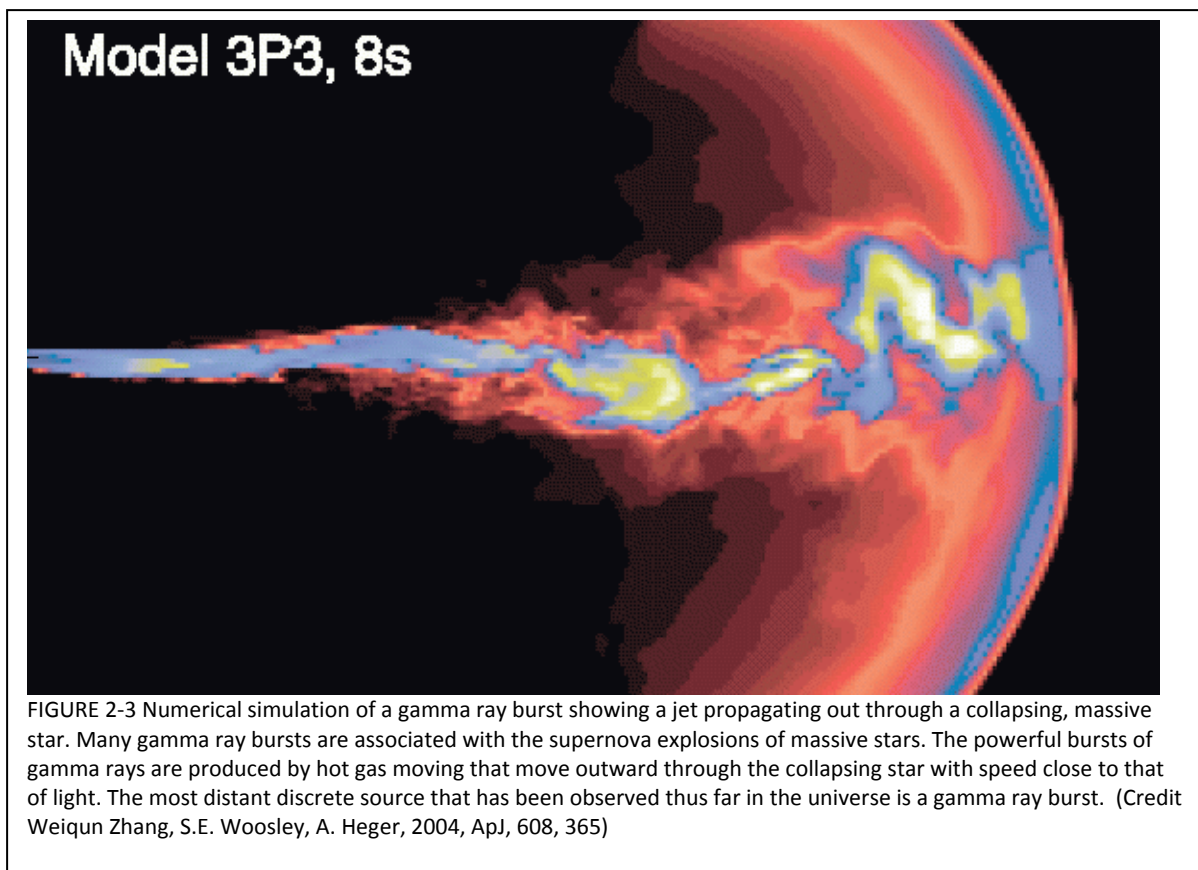 Model 3P3, 8s
FIGURE 2-3 Numerical simulation of a gamma ray burst showing a jet propagating out through a collapsing, massive
star. Many gamma ray bursts are associated with the supernova explosions of massive stars. The powerful bursts of
gamma rays are produced by hot gas moving that move outward through the collapsing star with speed close to that
of light. The most distant discrete source that has been observed thus far in the universe is a gamma ray burst. (Credit
Weiqun Zhang, S.E. Woosley, A. Heger, 2004, ApJ, 608, 365)